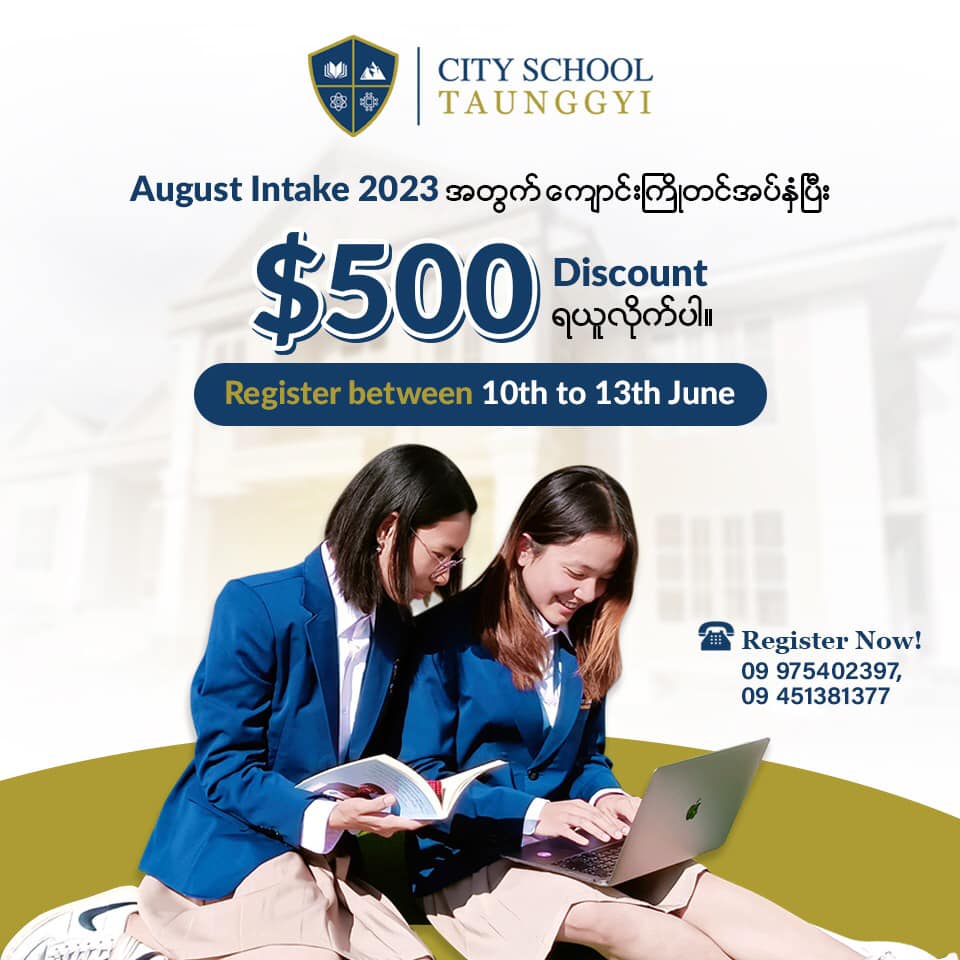 CITY SCHOOL
TAUNGGYI
August Intake 2023 အတွက် ကျောင်းကြိုတင်အပ်နှံပြီး
$500 Discount
ရယူလိုက်ပါ။
Register between 10th to 13th June
Register Now!
09 975402397,
09 451381377